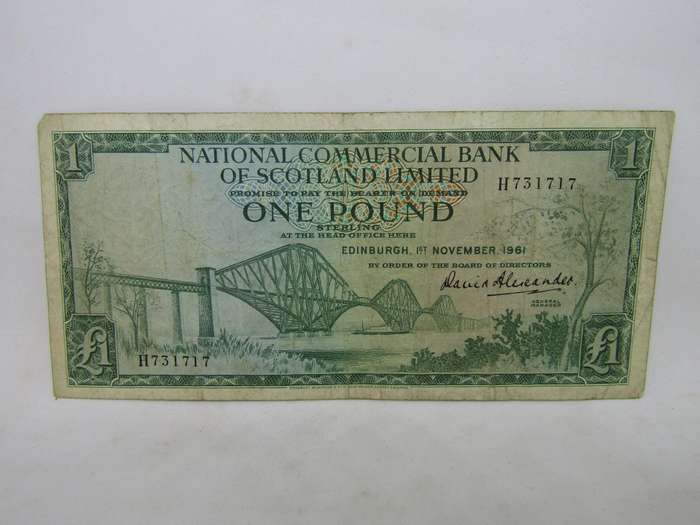 1
1
NATIONAL COMMERCIAL BANK
OF SCOTLAND LIMITED
H731717
PROMISE TO PAY THE BEARER ON DEMAND
ONE POUND
STERLING
AT THE HEAD OFFICE HERE
EDINBURGH, 1ST NOVEMBER, 1961
BY ORDER OF THE BOARD OF DIRECTORS
David Alexander.
GENERAL
MANAGER
£1
£1
H731717